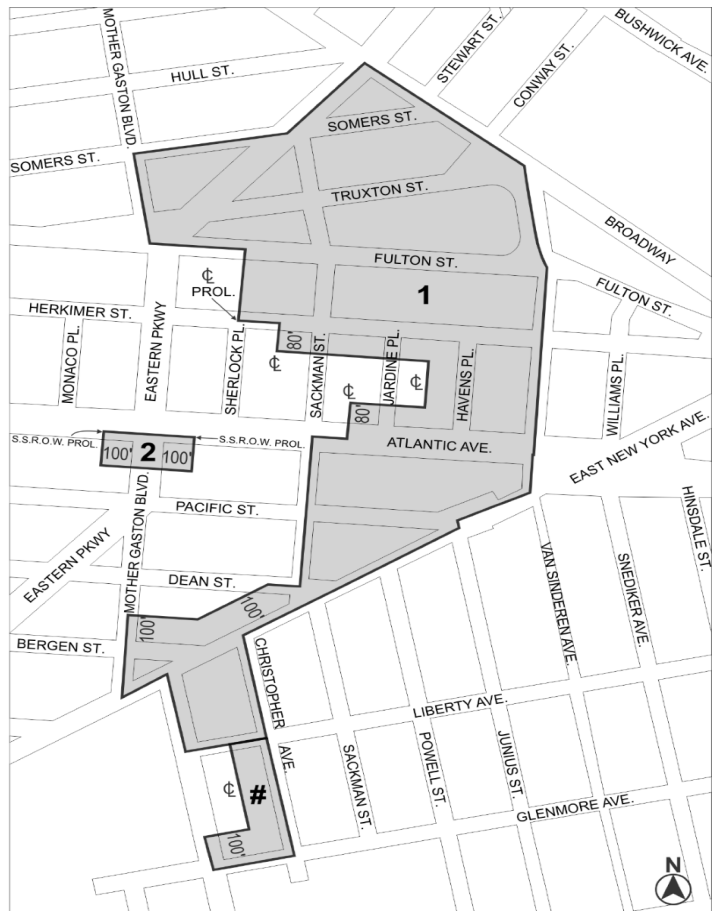 MOTHER GASTON BLVD.
HULL ST.
STEWART ST.
CONWAY ST.
BUSHWICK AVE.
SOMERS ST.
SOMERS ST.
TRUXTON ST.
BROADWAY
FULTON ST.
FULTON ST.
℄
PROL.
1
HERKIMER ST.
MONACO PL.
EASTERN PKWY
SHERLOCK PL.
80'
℄
SACKMAN ST.
℄
JARDINE PL.
℄
HAVENS PL.
WILLIAMS PL.
80'
ATLANTIC AVE.
EAST NEW YORK AVE.
S.S.R.O.W. PROL.
S.S.R.O.W. PROL.
100'
2
100'
MOTHER GASTON BLVD.
PACIFIC ST.
EASTERN PKWY
DEAN ST.
HINSDALE ST.
SNEDIKER AVE.
VAN SINDEREN AVE.
100'
100'
BERGEN ST.
CHRISTOPHER AVE.
LIBERTY AVE.
SACKMAN ST.
POWELL ST.
JUNIUS ST.
GLENMORE AVE.
℄
#
100'
N